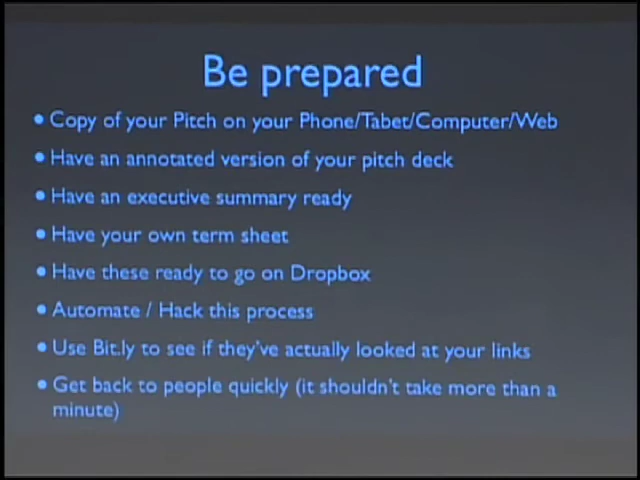 Be prepared
• Copy of your Pitch on your Phone/Tabet/Computer/Web
• Have an annotated version of your pitch deck
• Have an executive summary ready
• Have your own term sheet
• Have these ready to go on Dropbox
• Automate / Hack this process
• Use Bit.ly to see if they've actually looked at your links
• Get back to people quickly (it shouldn't take more than a
minute)